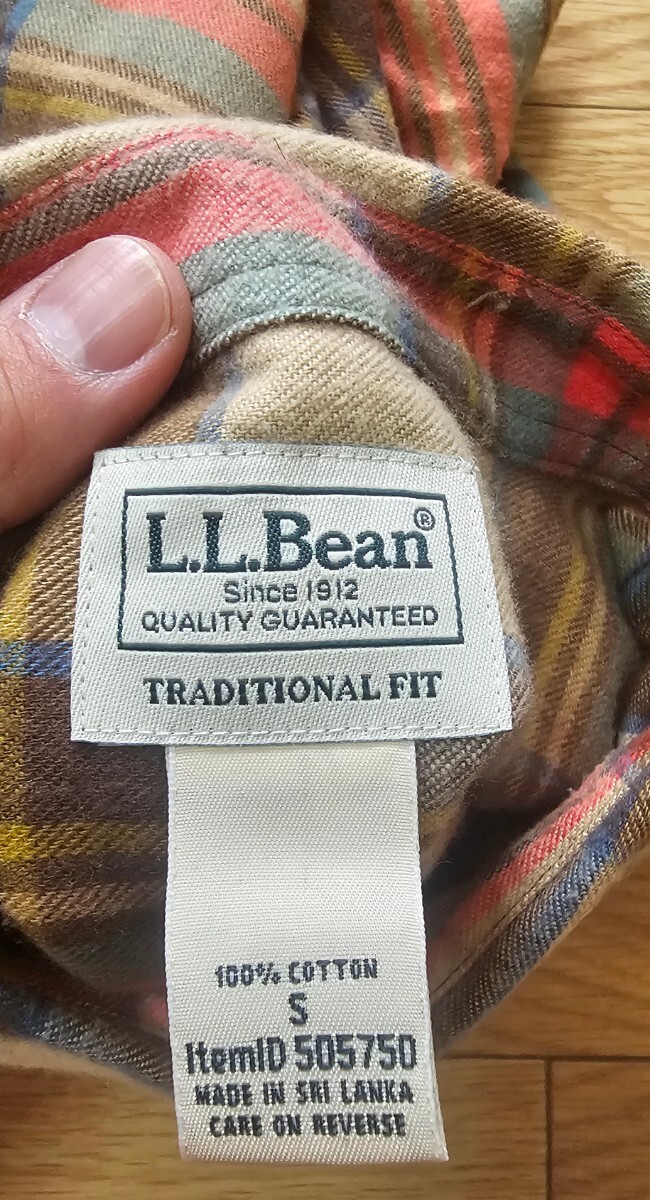 L.L.Bean®
Since 1912
QUALITY GUARANTEED
TRADITIONAL FIT
100% COTTON
S
ItemID 505750
MADE IN SRI LANKA
CARE ON REVERSE